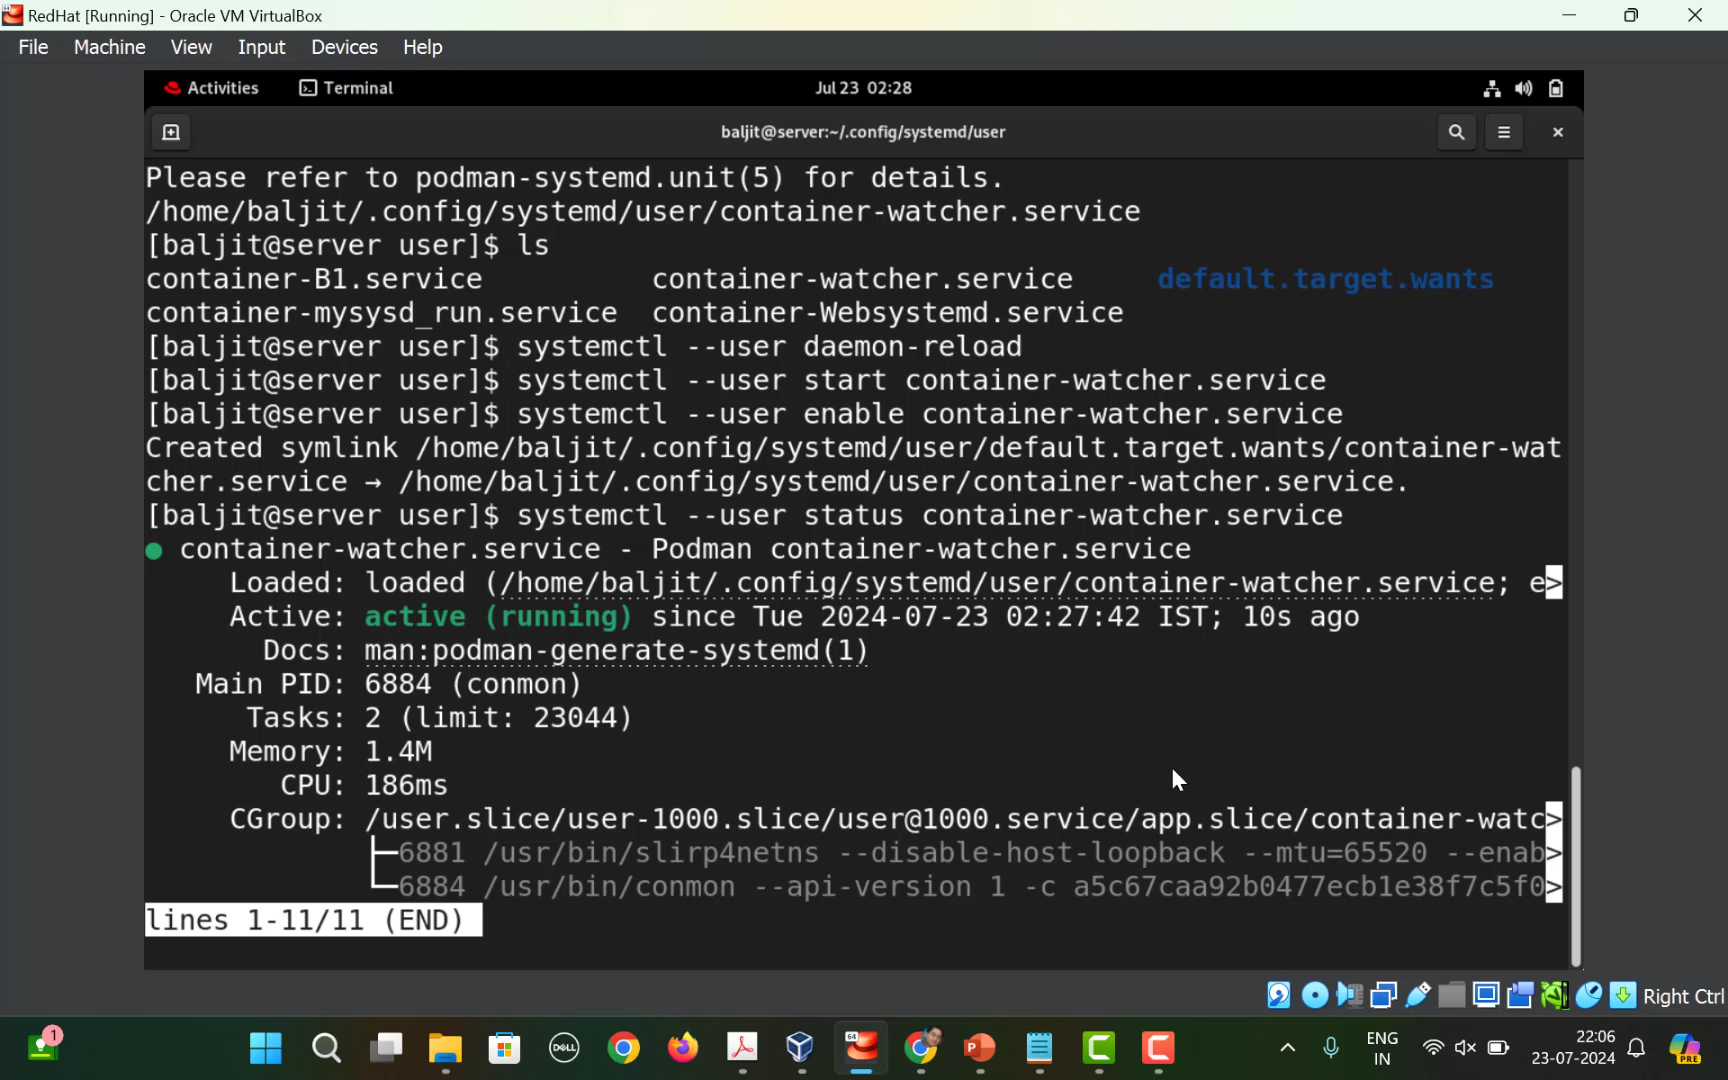 RedHat [Running] - Oracle VM VirtualBox
File Machine View Input Devices Help
Activities Terminal Jul 23 02:28
baljit@server:~/.config/systemd/user
Please refer to podman-systemd.unit(5) for details.
/home/baljit/.config/systemd/user/container-watcher.service
[baljit@server user]$ ls
container-B1.service container-watcher.service default.target.wants
container-mysysd_run.service container-Websystemd.service
[baljit@server user]$ systemctl --user daemon-reload
[baljit@server user]$ systemctl --user start container-watcher.service
[baljit@server user]$ systemctl --user enable container-watcher.service
Created symlink /home/baljit/.config/systemd/user/default.target.wants/container-wat
cher.service → /home/baljit/.config/systemd/user/container-watcher.service.
[baljit@server user]$ systemctl --user status container-watcher.service
● container-watcher.service - Podman container-watcher.service
Loaded: loaded (/home/baljit/.config/systemd/user/container-watcher.service; e>
Active: active (running) since Tue 2024-07-23 02:27:42 IST; 10s ago
Docs: man:podman-generate-systemd(1)
Main PID: 6884 (conmon)
Tasks: 2 (limit: 23044)
Memory: 1.4M
CPU: 186ms
CGroup: /user.slice/user-1000.slice/user@1000.service/app.slice/container-watc>
├─6881 /usr/bin/slirp4netns --disable-host-loopback --mtu=65520 --enab>
└─6884 /usr/bin/conmon --api-version 1 -c a5c67caa92b0477ecb1e38f7c5f0>
lines 1-11/11 (END)
Right Ctrl
1
DELL
64
ENG
IN
22:06
23-07-2024
PRE